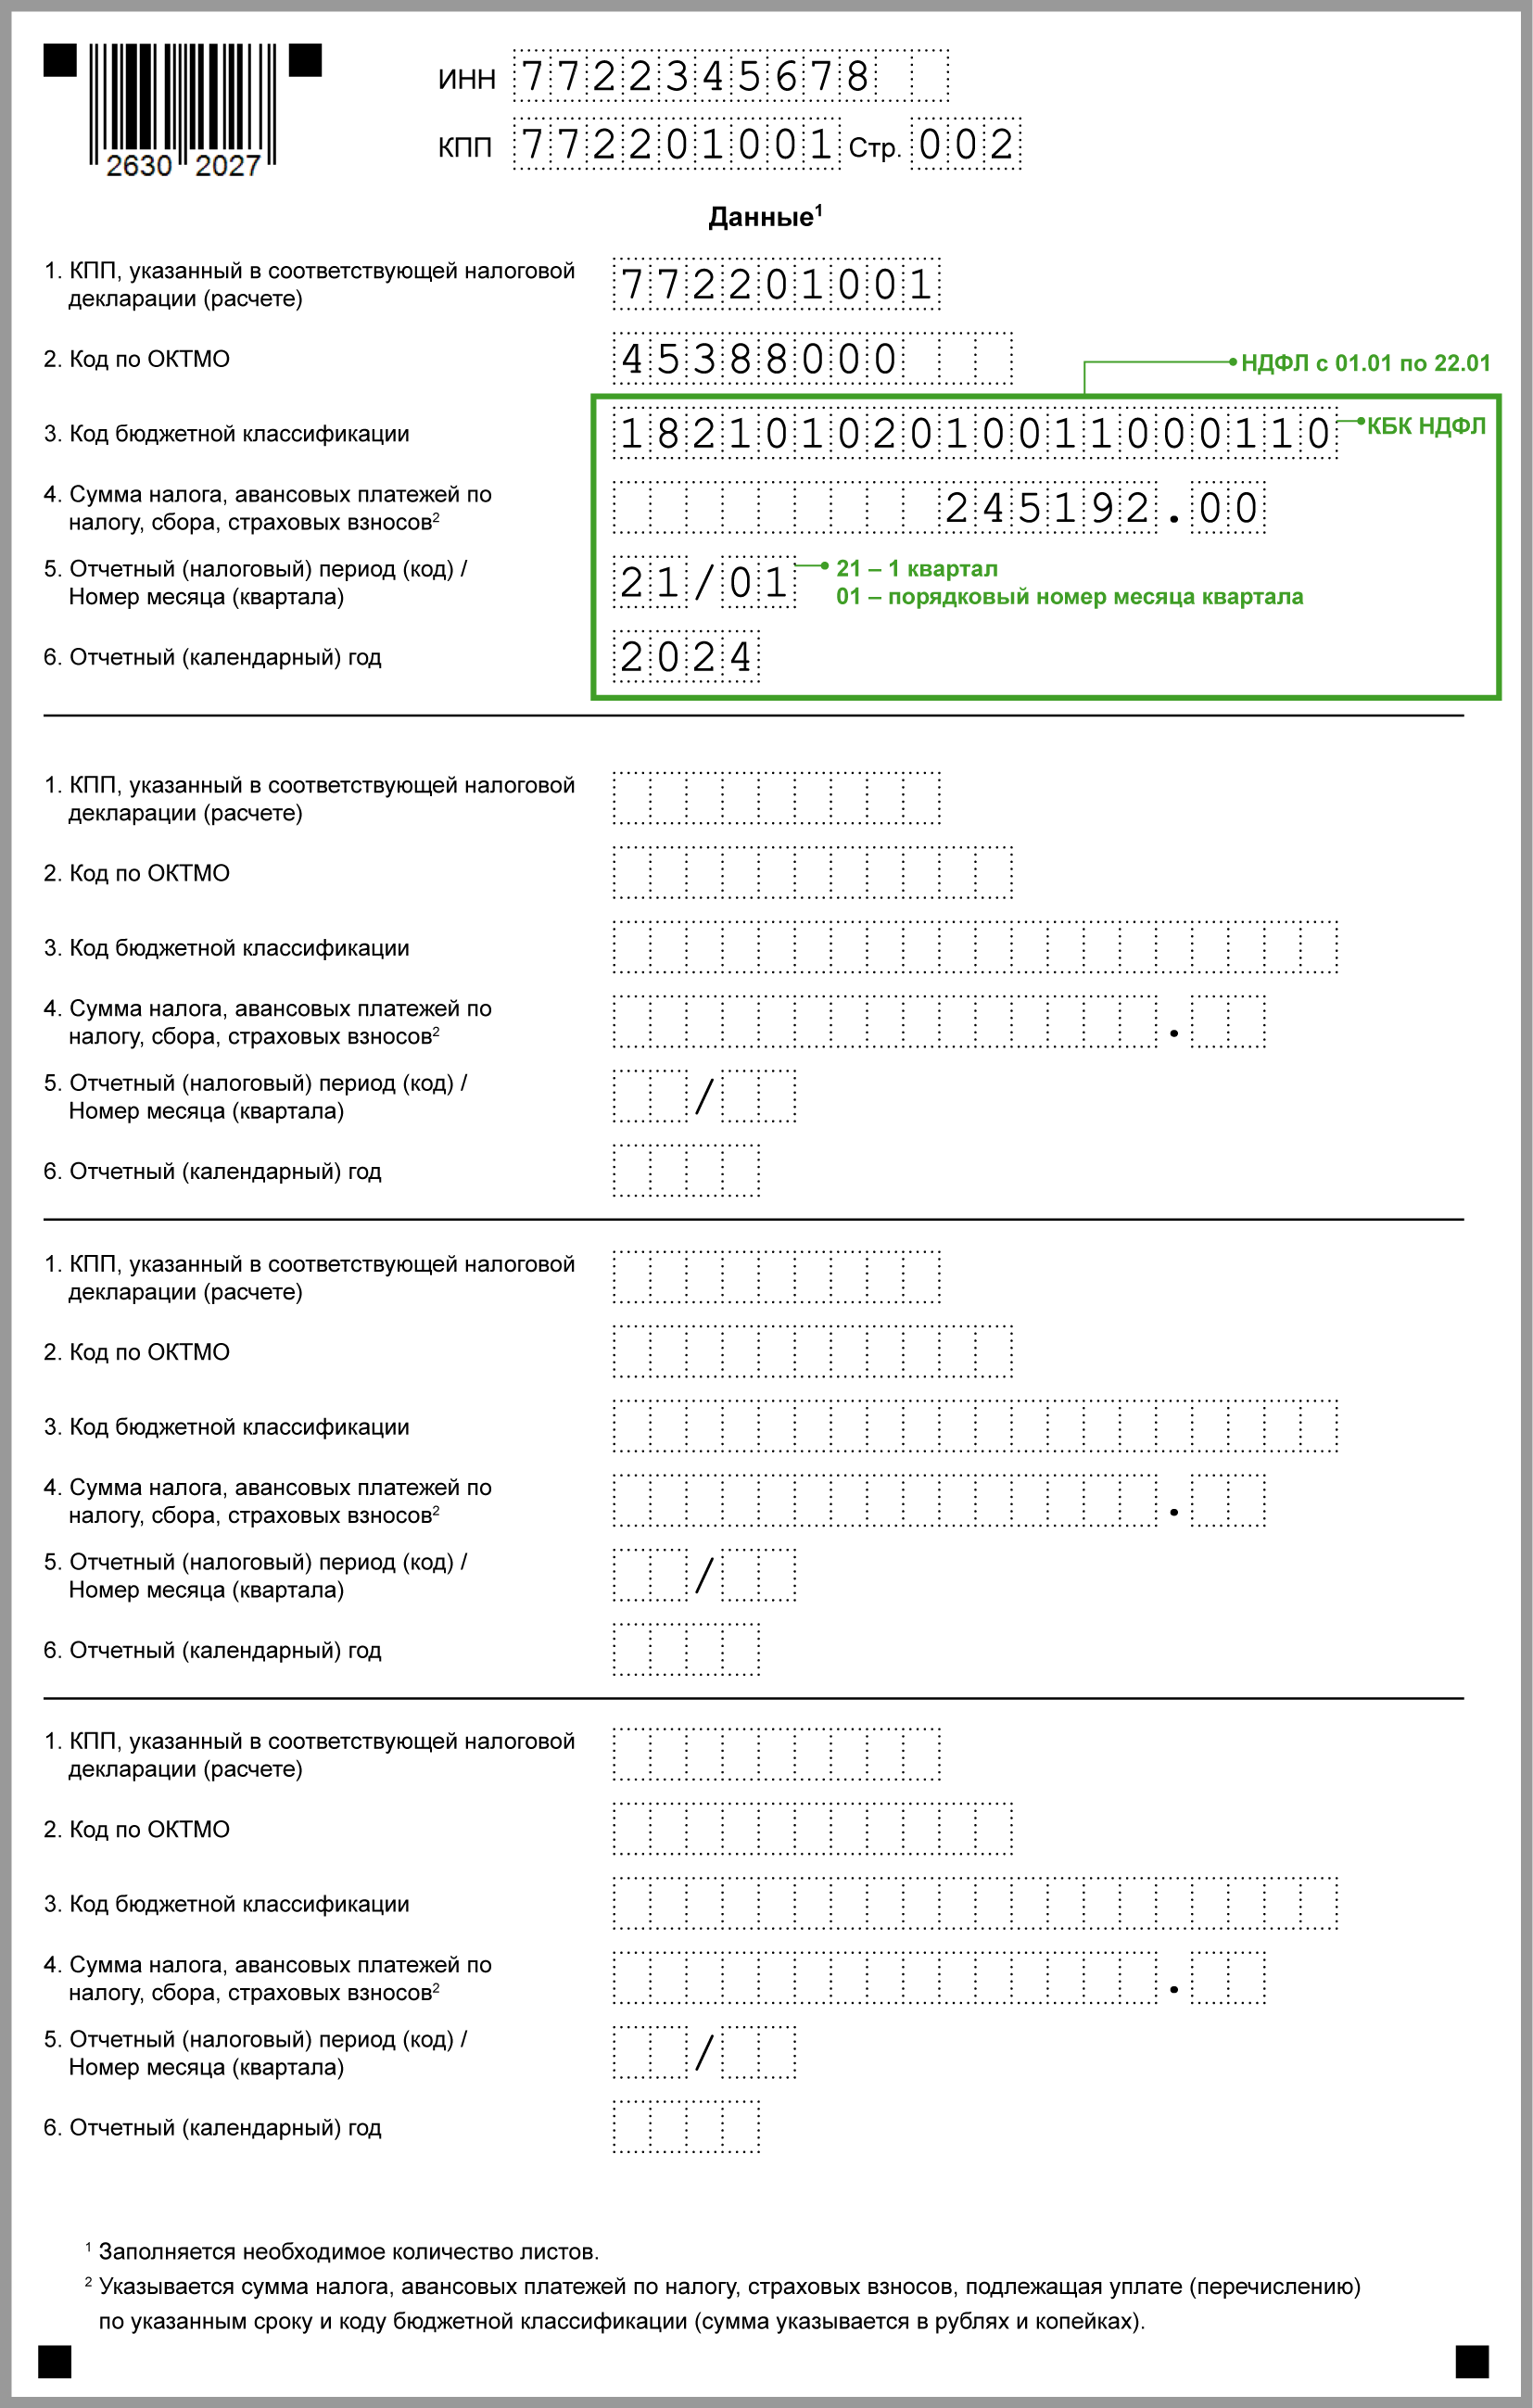 2630 2027
ИНН 7722345678
КПП 772201001 Стр. 002
Данные¹
1. КПП, указанный в соответствующей налоговой
декларации (расчете)
772201001
2. Код по ОКТМО
45388000
НДФЛ с 01.01 по 22.01
3. Код бюджетной классификации
18210102010011000110
КБК НДФЛ
4. Сумма налога, авансовых платежей по
налогу, сбора, страховых взносов²
245192.00
5. Отчетный (налоговый) период (код) /
Номер месяца (квартала)
21/01
21 – 1 квартал
01 – порядковый номер месяца квартала
6. Отчетный (календарный) год
2024
1. КПП, указанный в соответствующей налоговой
декларации (расчете)
2. Код по ОКТМО
3. Код бюджетной классификации
4. Сумма налога, авансовых платежей по
налогу, сбора, страховых взносов²
.
5. Отчетный (налоговый) период (код) /
Номер месяца (квартала)
/
6. Отчетный (календарный) год
1. КПП, указанный в соответствующей налоговой
декларации (расчете)
2. Код по ОКТМО
3. Код бюджетной классификации
4. Сумма налога, авансовых платежей по
налогу, сбора, страховых взносов²
.
5. Отчетный (налоговый) период (код) /
Номер месяца (квартала)
/
6. Отчетный (календарный) год
1. КПП, указанный в соответствующей налоговой
декларации (расчете)
2. Код по ОКТМО
3. Код бюджетной классификации
4. Сумма налога, авансовых платежей по
налогу, сбора, страховых взносов²
.
5. Отчетный (налоговый) период (код) /
Номер месяца (квартала)
/
6. Отчетный (календарный) год
¹ Заполняется необходимое количество листов.
² Указывается сумма налога, авансовых платежей по налогу, страховых взносов, подлежащая уплате (перечислению)
по указанным сроку и коду бюджетной классификации (сумма указывается в рублях и копейках).